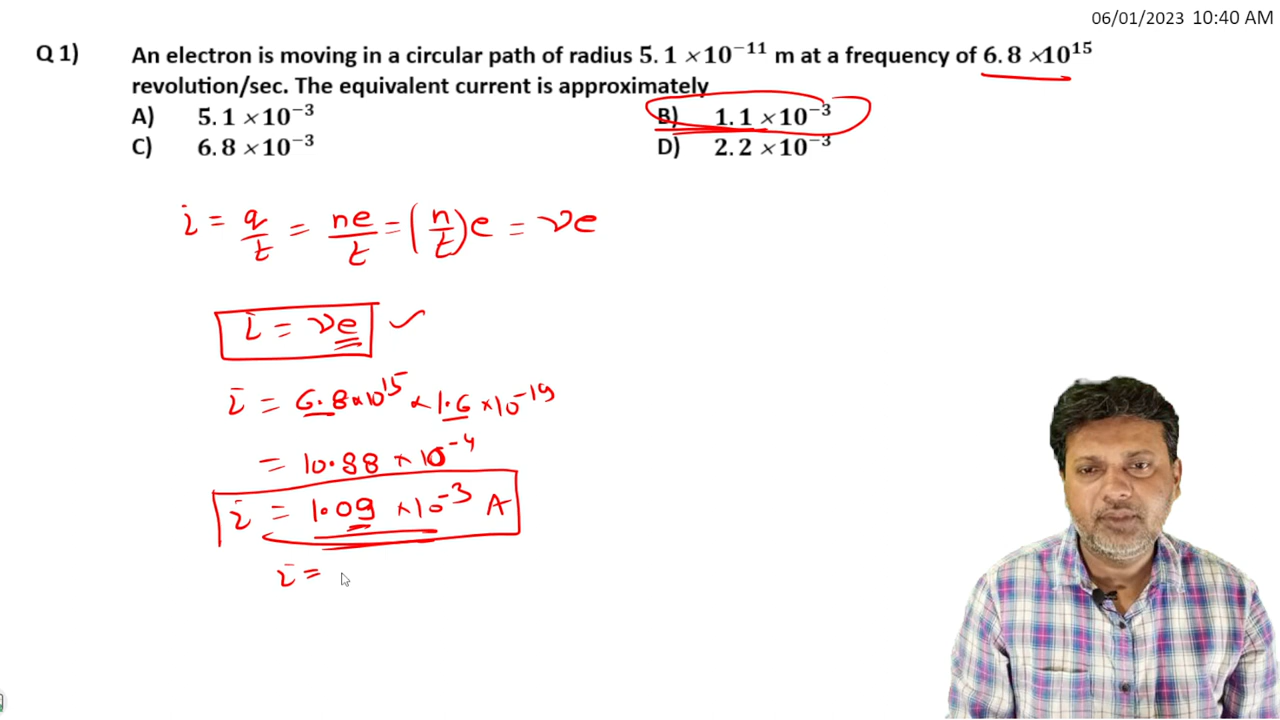 06/01/2023 10:40 AM
Q 1) An electron is moving in a circular path of radius 5.1 ×10⁻¹¹ m at a frequency of 6.8 ×10¹⁵
revolution/sec. The equivalent current is approximately
A) 5.1 ×10⁻³ B) 1.1 ×10⁻³
C) 6.8 ×10⁻³ D) 2.2 ×10⁻³
i = q/t = ne/t = (n/t)e = νe
i = νe
i = 6.8×10¹⁵ × 1.6 ×10⁻¹⁹
= 10.88 × 10⁻⁴
i = 1.09 ×10⁻³ A
i =